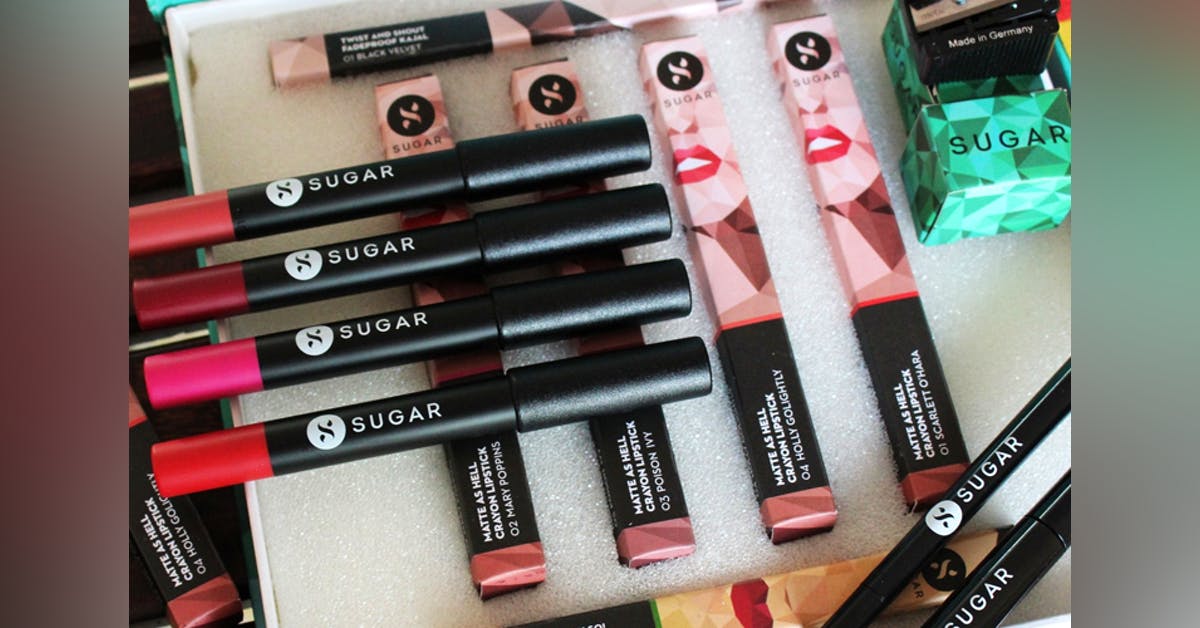 TWIST AND SHOUT
FADEPROOF KAJAL
01 BLACK VELVET
Made in Germany
SUGAR
SUGAR
SUGAR
SUGAR
SUGAR
SUGAR
SUGAR
SUGAR
SUGAR
MATTE AS HELL
CRAYON LIPSTICK
02 MARY POPPINS
MATTE AS HELL
CRAYON LIPSTICK
03 POISON IVY
MATTE AS HELL
CRAYON LIPSTICK
04 HOLLY GOLIGHTLY
MATTE AS HELL
CRAYON LIPSTICK
01 SCARLETT O'HARA
MATTE AS HELL
CRAYON LIPSTICK
04 HOLLY GOLIGHTLY
SUGAR
SUGAR